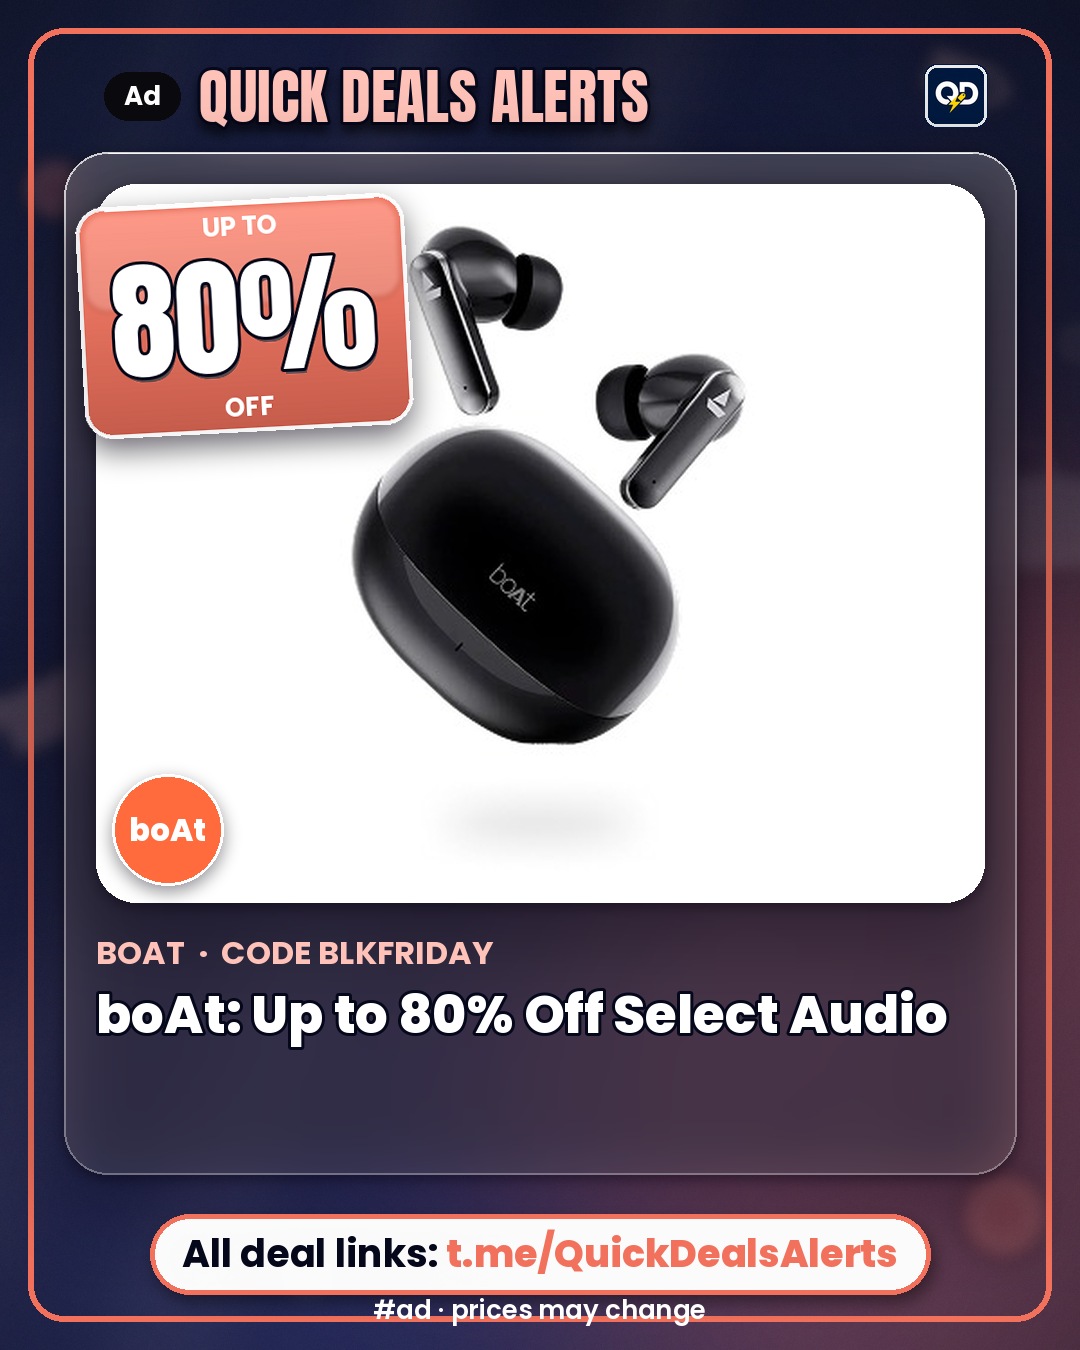 Ad
QUICK DEALS ALERTS
QD
UP TO
80%
OFF
boAt
boAt
BOAT · CODE BLKFRIDAY
boAt: Up to 80% Off Select Audio
All deal links: t.me/QuickDealsAlerts
#ad · prices may change